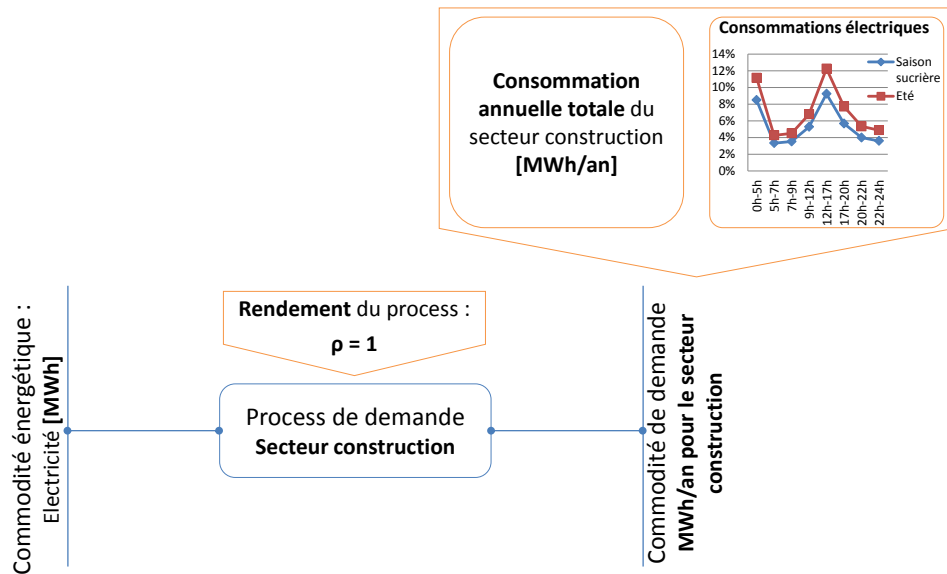 Consommation
annuelle totale du
secteur construction
[MWh/an]
Consommations électriques
14%
12%
10%
8%
6%
4%
2%
0%
Saison
sucrière
Eté
0h-5h
5h-7h
7h-9h
9h-12h
12h-17h
17h-20h
20h-22h
22h-24h
Commodité énergétique :
Electricité [MWh]
Rendement du process :
ρ = 1
Process de demande
Secteur construction
Commodité de demande
MWh/an pour le secteur
construction